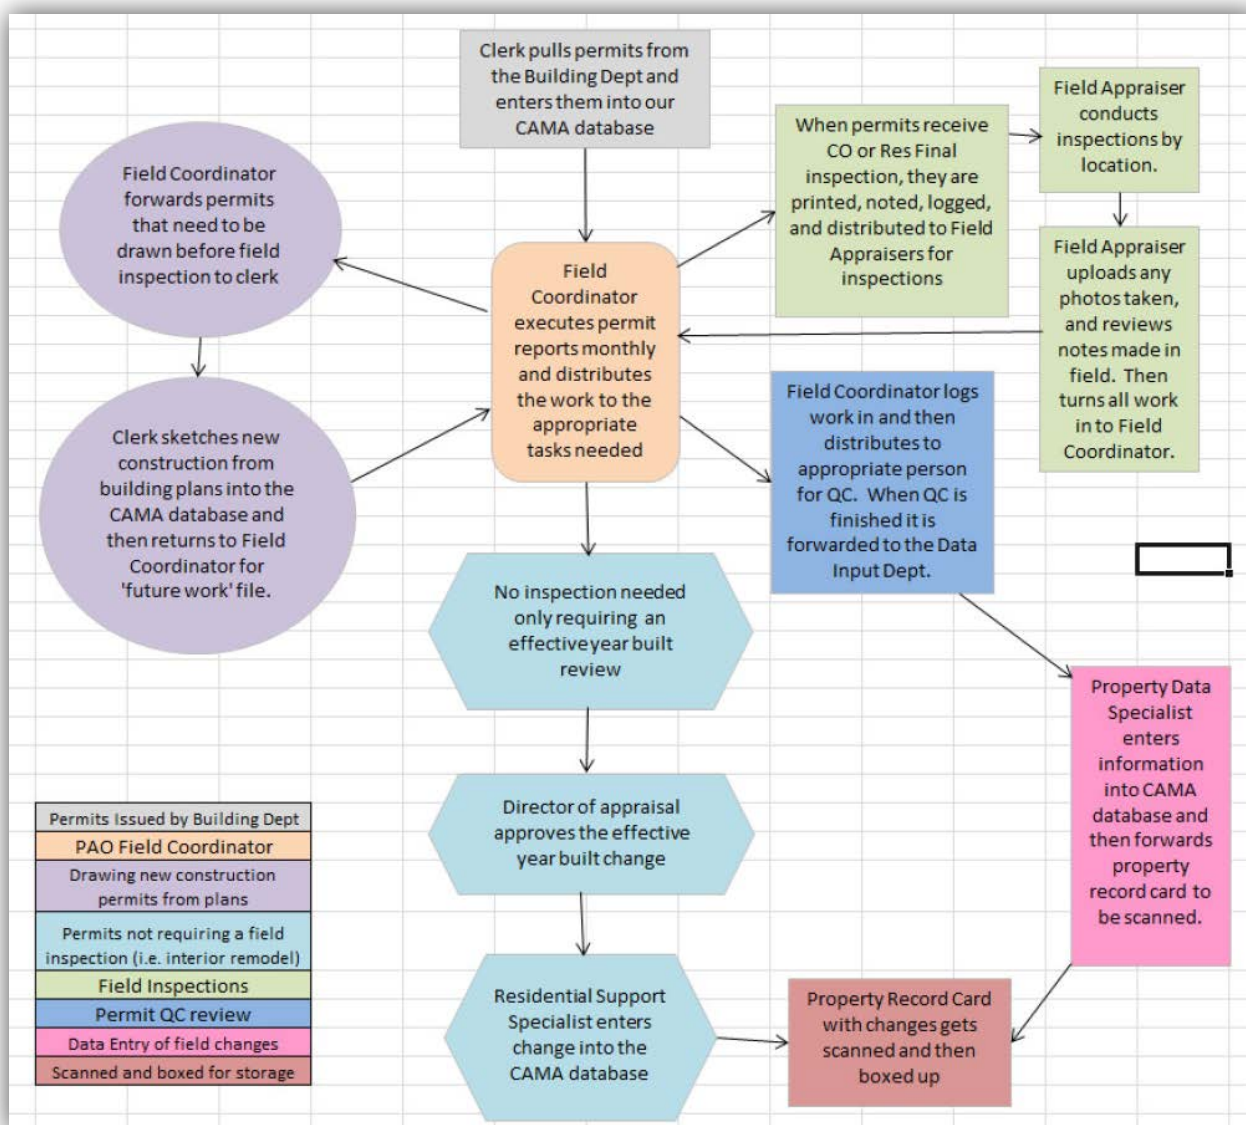 Clerk pulls permits from
the Building Dept and
enters them into our
CAMA database
Field Coordinator
forwards permits
that need to be
drawn before field
inspection to clerk
Clerk sketches new
construction from
building plans into the
CAMA database and
then returns to Field
Coordinator for
'future work' file.
Field
Coordinator
executes permit
reports monthly
and distributes
the work to the
appropriate
tasks needed
When permits receive
CO or Res Final
inspection, they are
printed, noted, logged,
and distributed to Field
Appraisers for
inspections
Field Appraiser
conducts
inspections by
location.
Field Appraiser
uploads any
photos taken,
and reviews
notes made in
field. Then
turns all work
in to Field
Coordinator.
Field Coordinator logs
work in and then
distributes to
appropriate person
for QC. When QC is
finished it is
forwarded to the Data
Input Dept.
No inspection needed
only requiring an
effective year built
review
Director of appraisal
approves the effective
year built change
Residential Support
Specialist enters
change into the
CAMA database
Property Data
Specialist
enters
information
into CAMA
database and
then forwards
property
record card to
be scanned.
Property Record Card
with changes gets
scanned and then
boxed up
Permits Issued by Building Dept
PAO Field Coordinator
Drawing new construction
permits from plans
Permits not requiring a field
inspection (i.e. interior remodel)
Field Inspections
Permit QC review
Data Entry of field changes
Scanned and boxed for storage